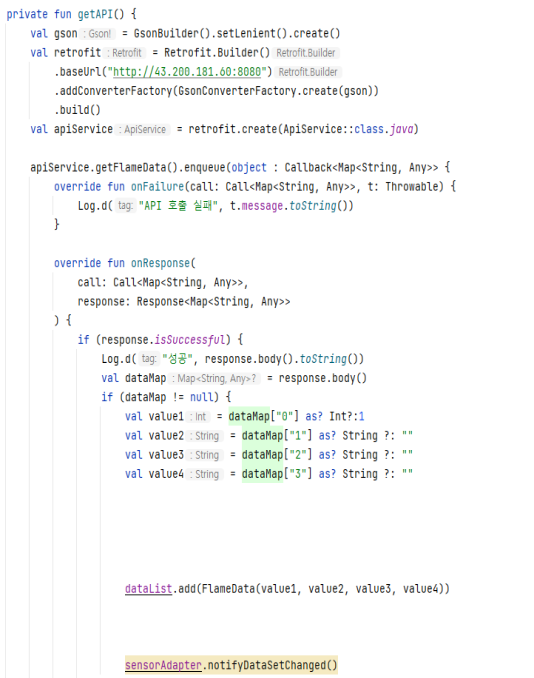 private fun getAPI() {
val gson : Gson! = GsonBuilder().setLenient().create()
val retrofit : Retrofit = Retrofit.Builder() Retrofit.Builder
.baseUrl("http://43.200.181.60:8080") Retrofit.Builder
.addConverterFactory(GsonConverterFactory.create(gson))
.build()
val apiService : ApiService = retrofit.create(ApiService::class.java)
apiService.getFlameData().enqueue(object : Callback<Map<String, Any>> {
override fun onFailure(call: Call<Map<String, Any>>, t: Throwable) {
Log.d( tag: "API 호출 실패", t.message.toString())
}
override fun onResponse(
call: Call<Map<String, Any>>,
response: Response<Map<String, Any>>
) {
if (response.isSuccessful) {
Log.d( tag: "성공", response.body().toString())
val dataMap : Map<String, Any>? = response.body()
if (dataMap != null) {
val value1 : Int = dataMap["0"] as? Int?:1
val value2 : String = dataMap["1"] as? String ?: ""
val value3 : String = dataMap["2"] as? String ?: ""
val value4 : String = dataMap["3"] as? String ?: ""
dataList.add(FlameData(value1, value2, value3, value4))
sensorAdapter.notifyDataSetChanged()